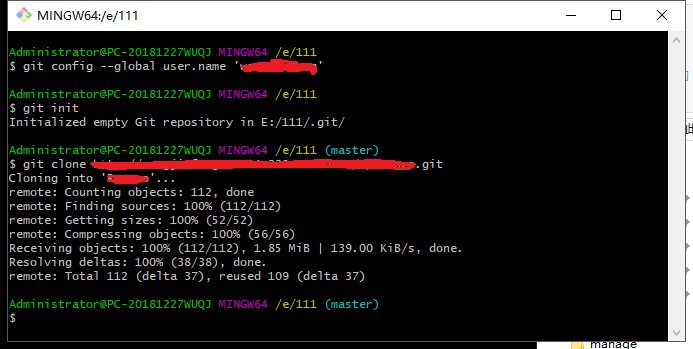 MINGW64:/e/111
Administrator@PC-20181227WUQJ MINGW64 /e/111
$ git config --global user.name '
'
Administrator@PC-20181227WUQJ MINGW64 /e/111
$ git init
Initialized empty Git repository in E:/111/.git/
Administrator@PC-20181227WUQJ MINGW64 /e/111 (master)
$ git clone .git
Cloning into ' '...
remote: Counting objects: 112, done
remote: Finding sources: 100% (112/112)
remote: Getting sizes: 100% (52/52)
remote: Compressing objects: 100% (56/56)
Receiving objects: 100% (112/112), 1.85 MiB | 139.00 KiB/s, done.
Resolving deltas: 100% (38/38), done.
remote: Total 112 (delta 37), reused 109 (delta 37)
Administrator@PC-20181227WUQJ MINGW64 /e/111 (master)
$
manage